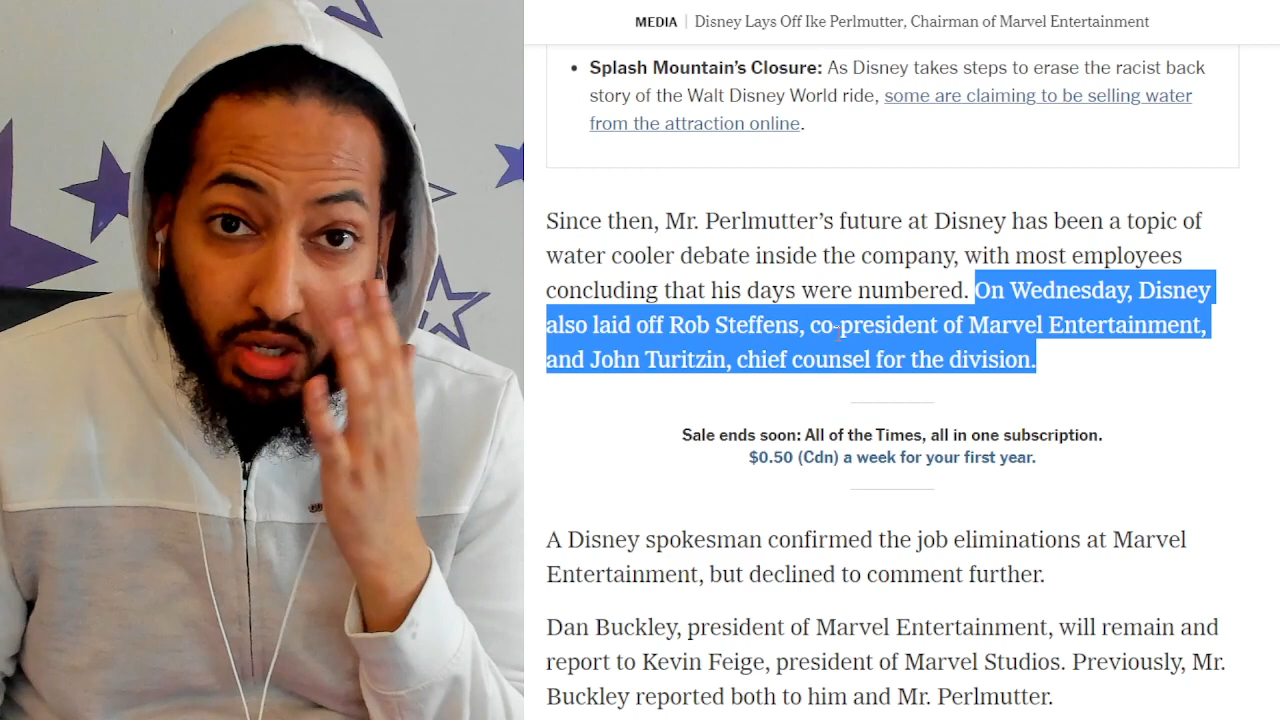 MEDIA | Disney Lays Off Ike Perlmutter, Chairman of Marvel Entertainment
• Splash Mountain’s Closure: As Disney takes steps to erase the racist back
story of the Walt Disney World ride, some are claiming to be selling water
from the attraction online.
Since then, Mr. Perlmutter’s future at Disney has been a topic of
water cooler debate inside the company, with most employees
concluding that his days were numbered. On Wednesday, Disney
also laid off Rob Steffens, co-president of Marvel Entertainment,
and John Turitzin, chief counsel for the division.
Sale ends soon: All of the Times, all in one subscription.
$0.50 (Cdn) a week for your first year.
A Disney spokesman confirmed the job eliminations at Marvel
Entertainment, but declined to comment further.
Dan Buckley, president of Marvel Entertainment, will remain and
report to Kevin Feige, president of Marvel Studios. Previously, Mr.
Buckley reported both to him and Mr. Perlmutter.